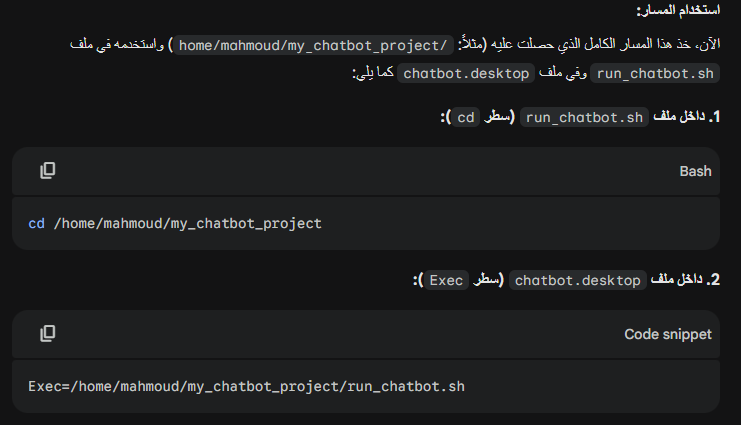 استخدام المسار:
الآن، خذ هذا المسار الكامل الذي حصلت عليه (مثلاً: /home/mahmoud/my_chatbot_project) واستخدمه في ملف
run_chatbot.sh وفي ملف chatbot.desktop كما يلي:
1. داخل ملف run_chatbot.sh (سطر cd):
Bash
cd /home/mahmoud/my_chatbot_project
2. داخل ملف chatbot.desktop (سطر Exec):
Code snippet
Exec=/home/mahmoud/my_chatbot_project/run_chatbot.sh